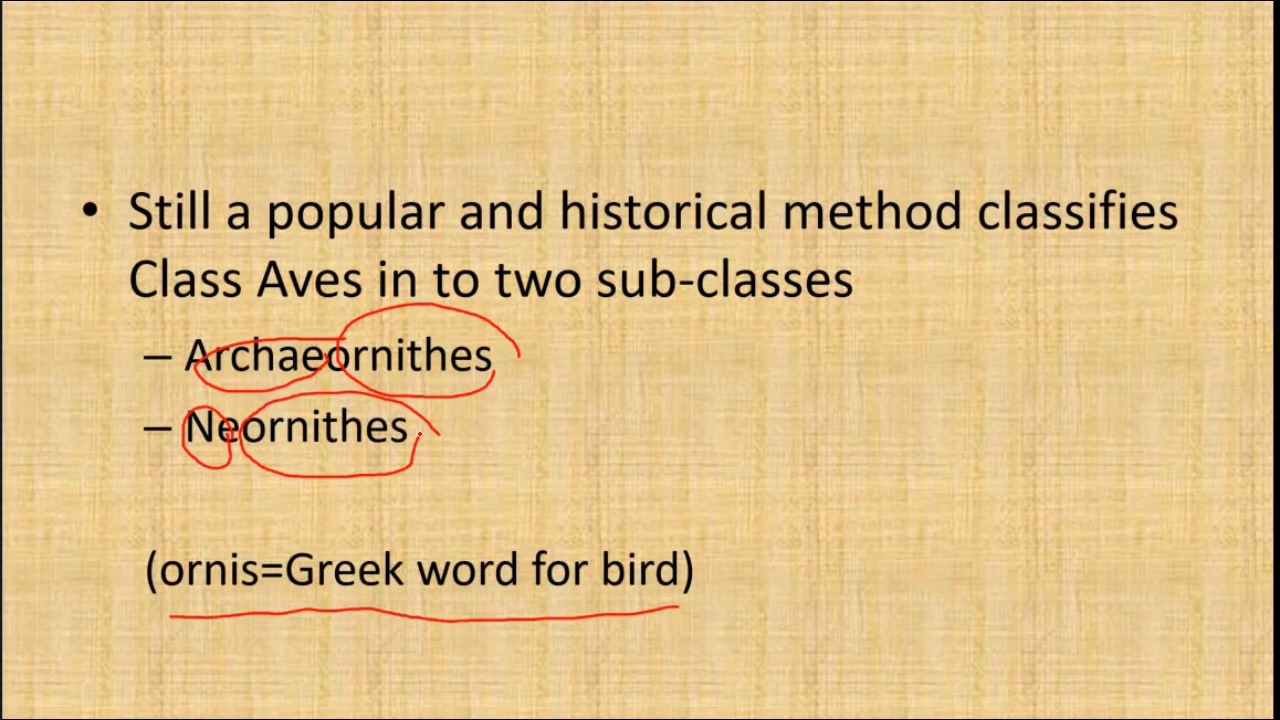 • Still a popular and historical method classifies
Class Aves in to two sub-classes
– Archaeornithes
– Neornithes
(ornis=Greek word for bird)